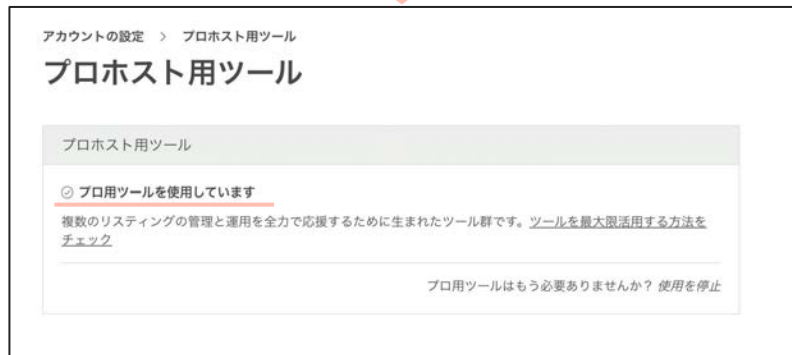 アカウントの設定 > プロホスト用ツール
プロホスト用ツール
プロホスト用ツール
プロ用ツールを使用しています
複数のリスティングの管理と運用を全力で応援するために生まれたツール群です。ツールを最大限活用する方法を
チェック
プロ用ツールはもう必要ありませんか？ 使用を停止